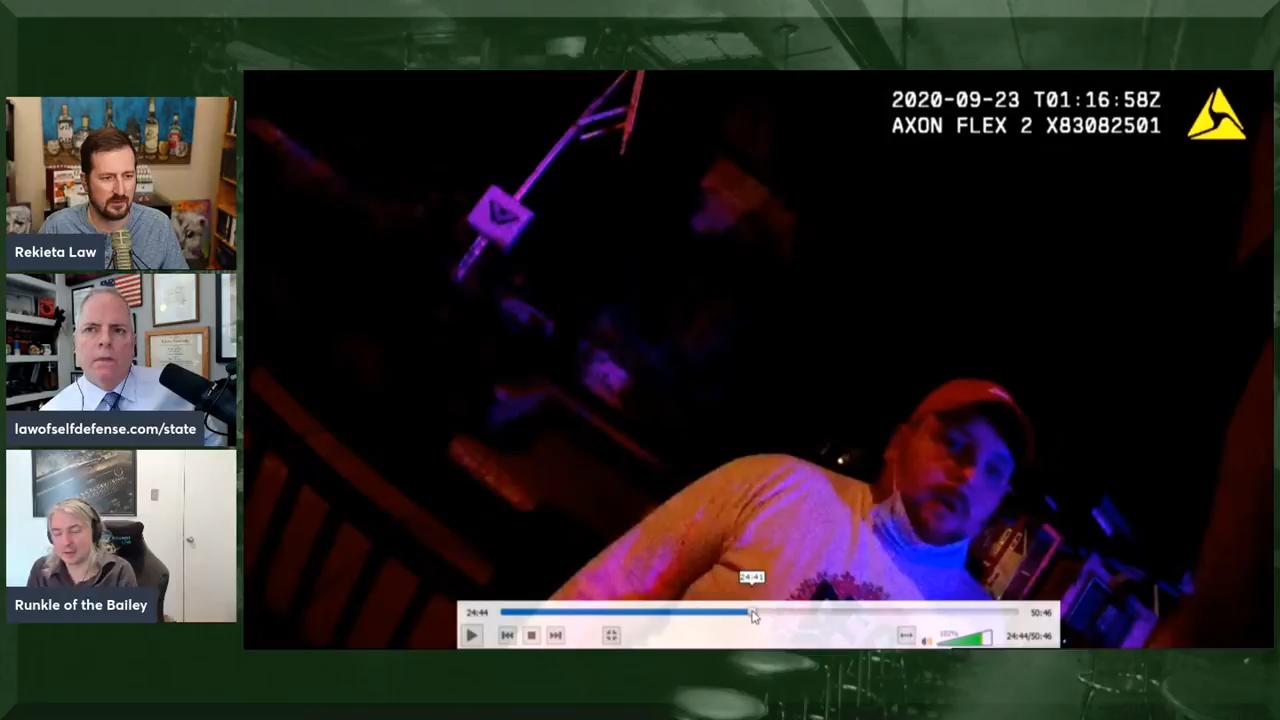 2020-09-23 T01:16:58Z
AXON FLEX 2 X83082501
Rekieta Law
lawofselfdefense.com/state
Runkle of the Bailey
24:41
24:44
50:46
102%
24:44/50:46